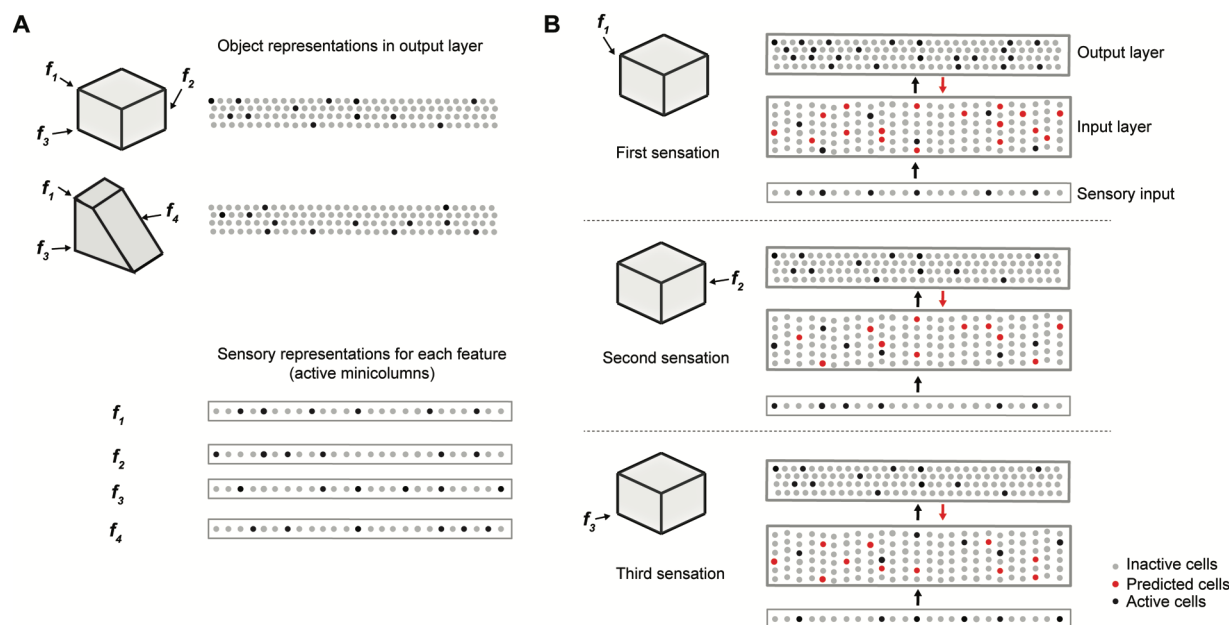 A
Object representations in output layer
f1
f2
f3
f1
f4
f3
Sensory representations for each feature
(active minicolumns)
f1
f2
f3
f4
B
f1
First sensation
Output layer
Input layer
Sensory input
f2
Second sensation
f3
Third sensation
Inactive cells
Predicted cells
Active cells